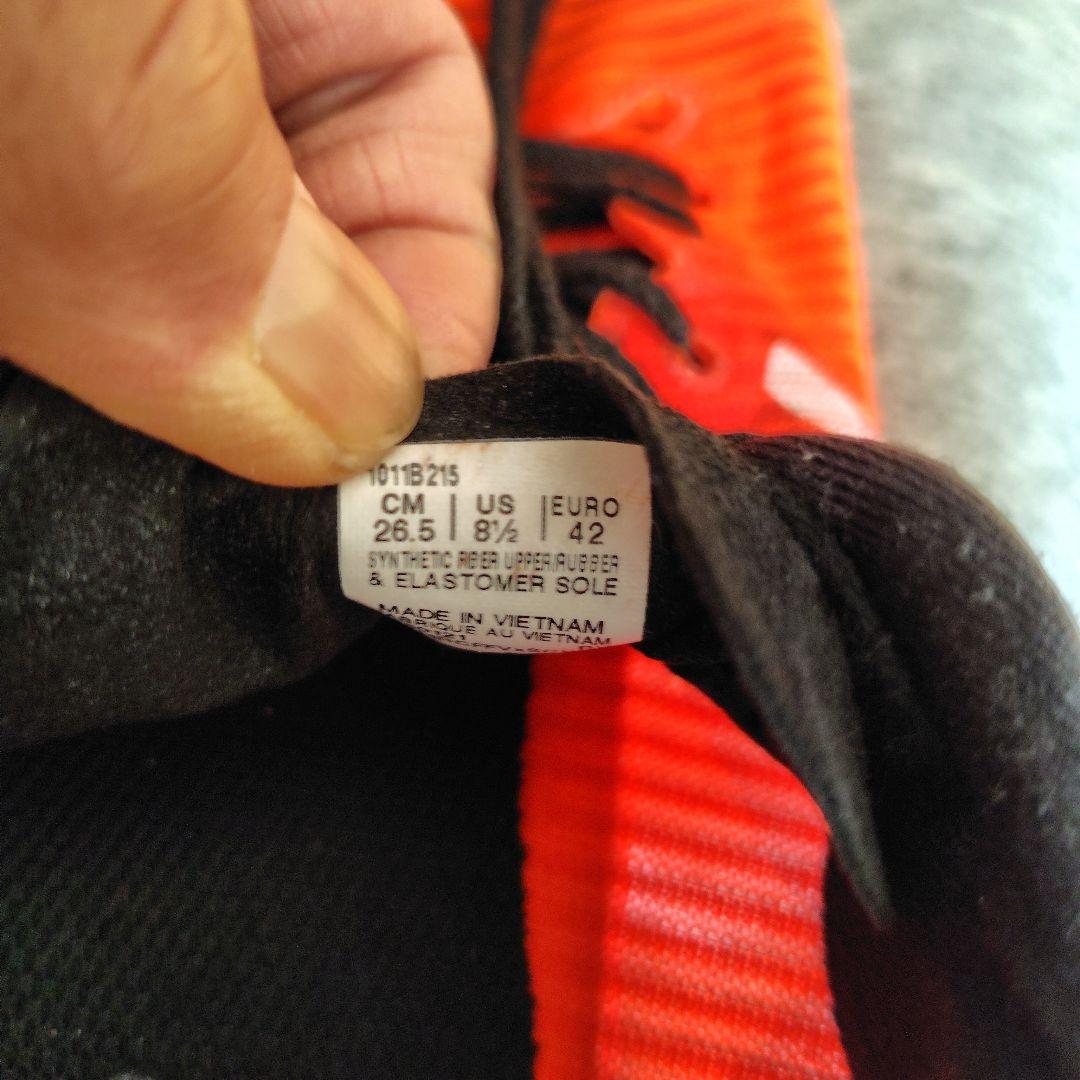 1011B215
CM | US | EURO
26.5 | 8½ | 42
SYNTHETIC FIBER UPPER/RUBBER
& ELASTOMER SOLE
MADE IN VIETNAM
FABRIQUE AU VIETNAM